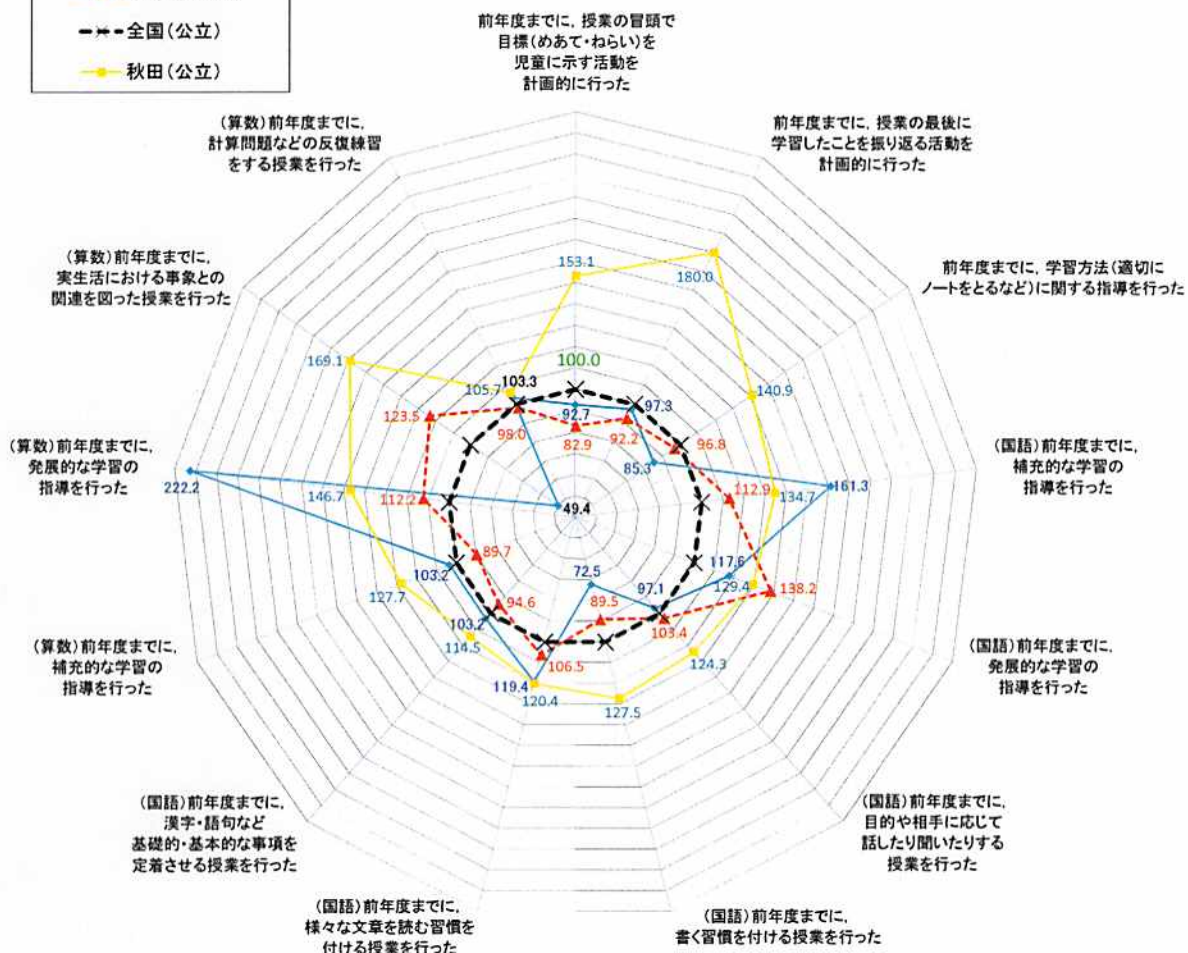 全国(公立)
秋田(公立)
前年度までに、授業の冒頭で
目標(めあて・ねらい)を
児童に示す活動を
計画的に行った
前年度までに、授業の最後に
学習したことを振り返る活動を
計画的に行った
前年度までに、学習方法(適切に
ノートをとるなど)に関する指導を行った
(国語)前年度までに、
補充的な学習の
指導を行った
(国語)前年度までに、
発展的な学習の
指導を行った
(国語)前年度までに、
目的や相手に応じて
話したり聞いたりする
授業を行った
(国語)前年度までに、
書く習慣を付ける授業を行った
(国語)前年度までに、
様々な文章を読む習慣を
付ける授業を行った
(国語)前年度までに、
漢字・語句など
基礎的・基本的な事項を
定着させる授業を行った
(算数)前年度までに、
補充的な学習の
指導を行った
(算数)前年度までに、
発展的な学習の
指導を行った
(算数)前年度までに、
実生活における事象との
関連を図った授業を行った
(算数)前年度までに、
計算問題などの反復練習
をする授業を行った
153.1
180.0
140.9
134.7
129.4
124.3
127.5
120.4
114.5
127.7
146.7
169.1
105.7
100.0
92.7
97.3
85.3
161.3
117.6
97.1
72.5
119.4
103.2
103.2
222.2
49.4
103.3
82.9
92.2
96.8
112.9
138.2
103.4
89.5
106.5
94.6
89.7
112.2
123.5
98.0